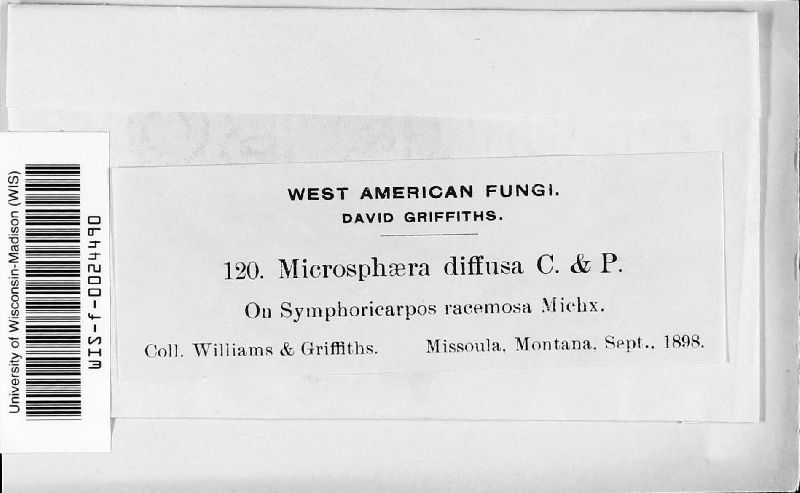 WEST AMERICAN FUNGI.
DAVID GRIFFITHS.
120. Microsphæra diffusa C. & P.
On Symphoricarpos racemosa Michx.
Coll. Williams & Griffiths. Missoula, Montana, Sept., 1898.
University of Wisconsin-Madison (WIS)
WIS-f-0024460